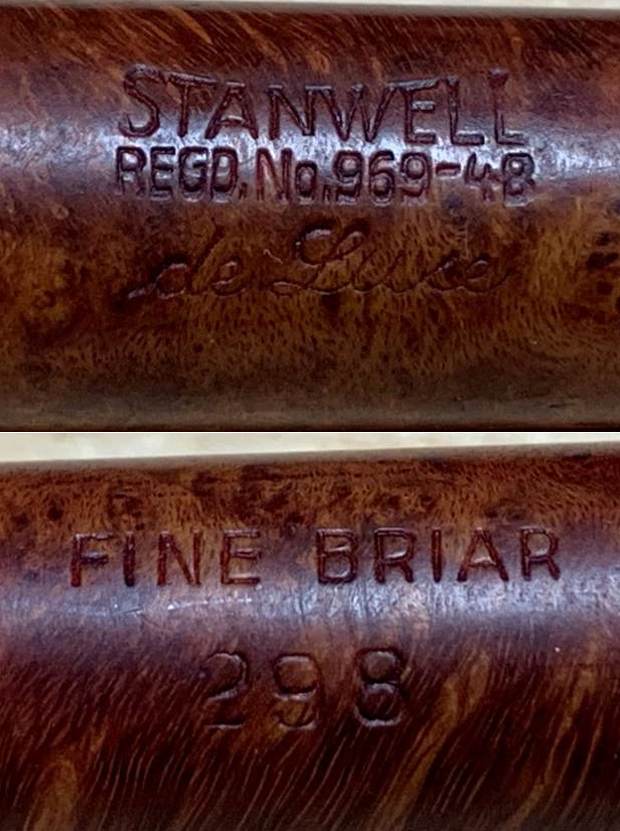 STANWELL
REGD. No. 969-48
de Luxe
FINE BRIAR
298